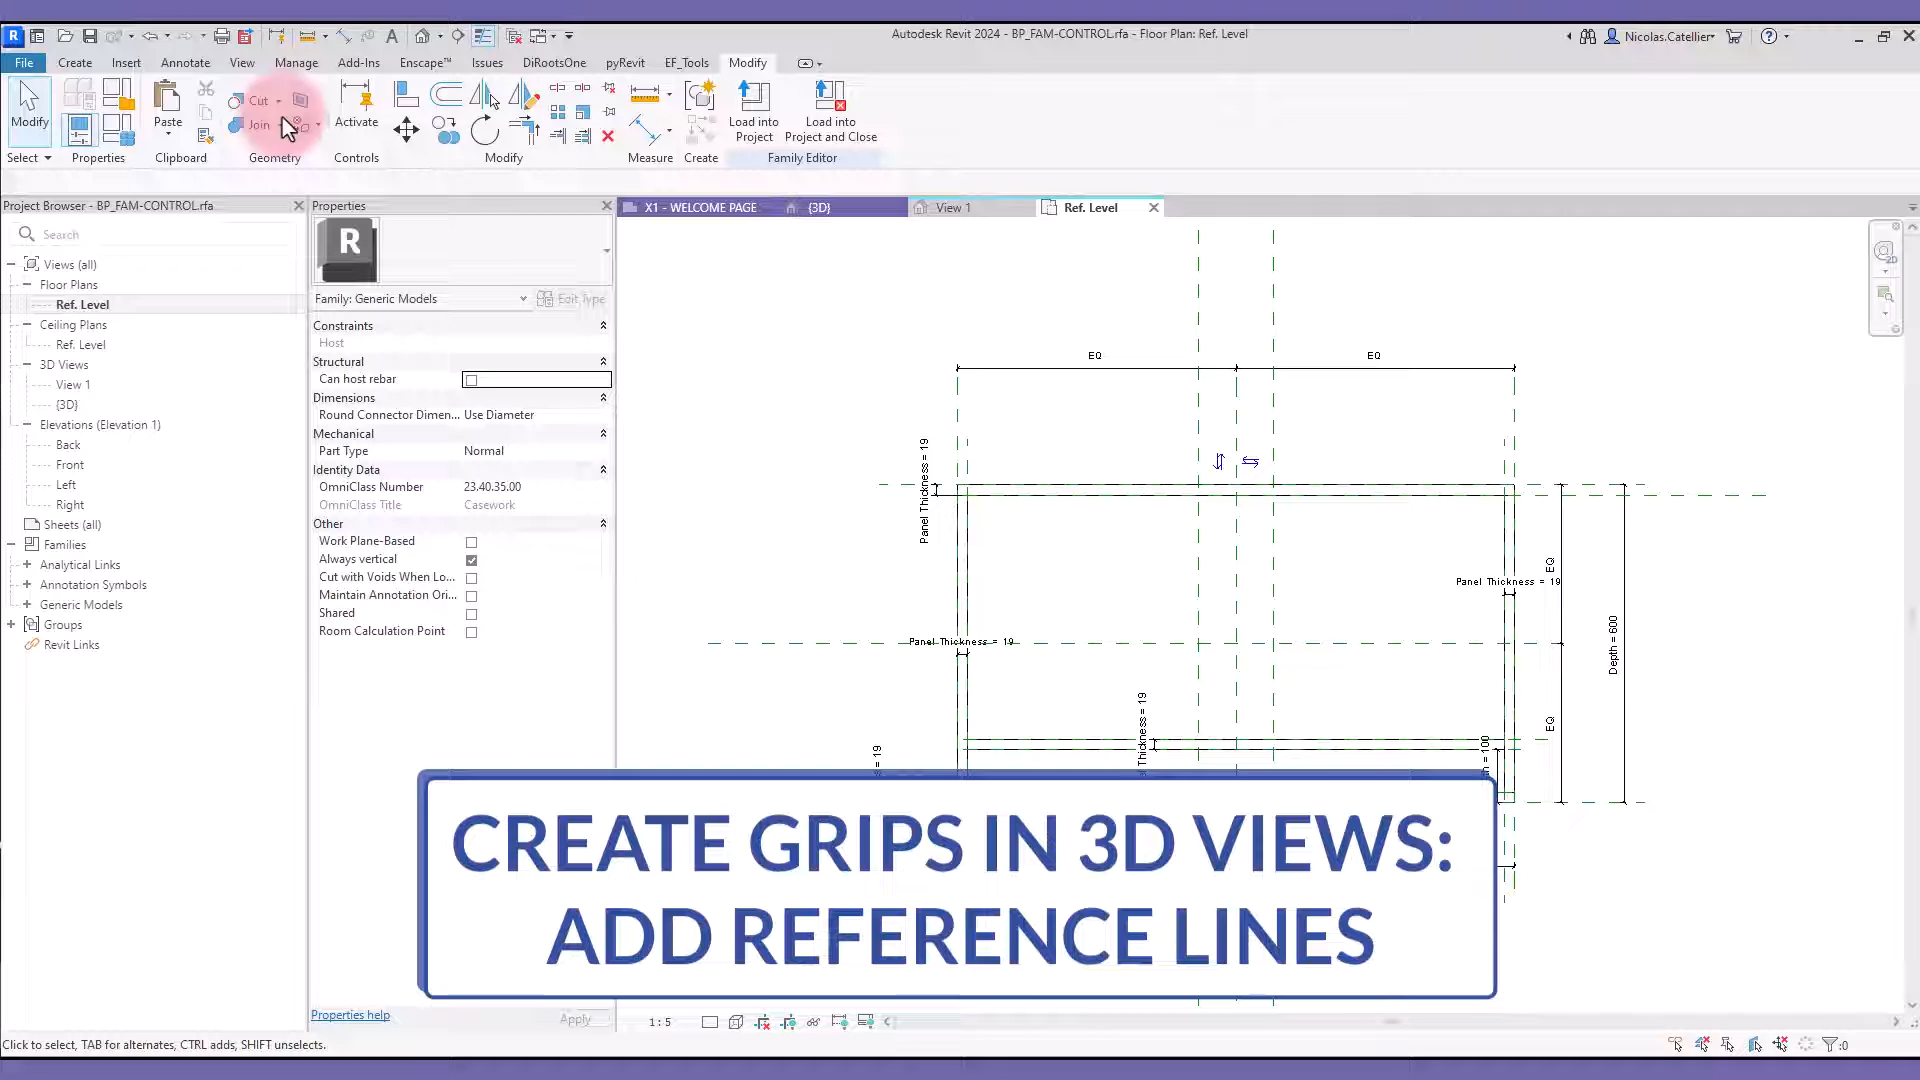 Autodesk Revit 2024 - BP_FAM-CONTROL.rfa - Floor Plan: Ref. Level
Nicolas.Catellier
File Create Insert Annotate View Manage Add-Ins Enscape™ Issues DiRootsOne pyRevit EF_Tools Modify
Modify
Paste
Cut
Join
Activate
Load into
Project
Load into
Project and Close
Select Properties Clipboard Geometry Controls Modify Measure Create Family Editor
Project Browser - BP_FAM-CONTROL.rfa
Search
Views (all)
Floor Plans
Ref. Level
Ceiling Plans
Ref. Level
3D Views
View 1
{3D}
Elevations (Elevation 1)
Back
Front
Left
Right
Sheets (all)
Families
Analytical Links
Annotation Symbols
Generic Models
Groups
Revit Links
Properties
R
Family: Generic Models
Edit Type
Constraints
Host
Structural
Can host rebar
Dimensions
Round Connector Dimen... Use Diameter
Mechanical
Part Type Normal
Identity Data
OmniClass Number 23.40.35.00
OmniClass Title Casework
Other
Work Plane-Based
Always vertical
Cut with Voids When Lo...
Maintain Annotation Ori...
Shared
Room Calculation Point
Properties help
Apply
X1 - WELCOME PAGE {3D} View 1 Ref. Level
2D
EQ EQ
Panel Thickness = 19
Panel Thickness = 19
Panel Thickness = 19
EQ
Depth = 600
EQ
l Thickness = 19
= 19
th = 100
CREATE GRIPS IN 3D VIEWS:
ADD REFERENCE LINES
1 : 5
Click to select, TAB for alternates, CTRL adds, SHIFT unselects.
:0